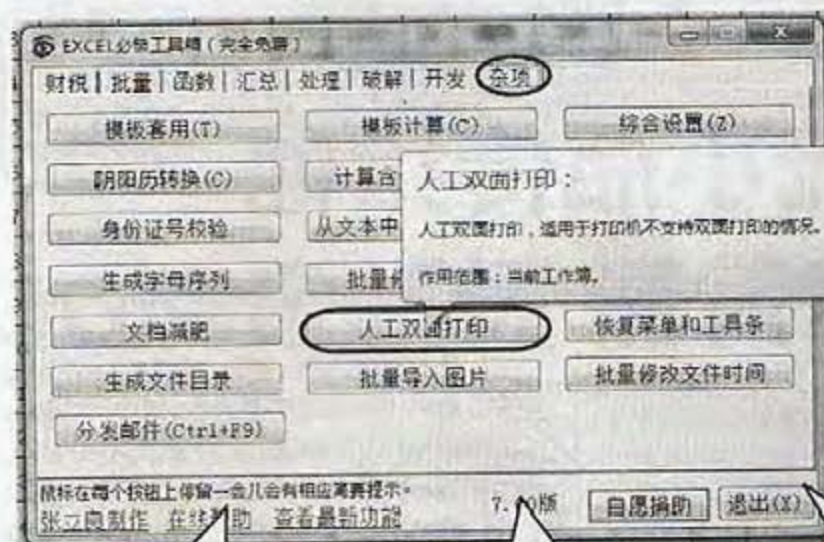 EXCEL必备工具箱(完全免费)
财税 | 批量 | 函数 | 汇总 | 处理 | 破解 | 开发 | 杂项
模板套用(T) 模板计算(C) 综合设置(Z)
阴阳历转换(C) 计算含
身份证号校验 从文本中
生成字母序列 批量修
人工双面打印:
人工双面打印,适用于打印机不支持双面打印的情况。
作用范围:当前工作簿。
文档减肥 人工双面打印 恢复菜单和工具条
生成文件目录 批量导入图片 批量修改文件时间
分发邮件(Ctrl+F9)
鼠标在每个按钮上停留一会儿会有相应简要提示。
张立良制作 在线 助 查看最新功能 7. 0版 自愿捐助 退出(X)